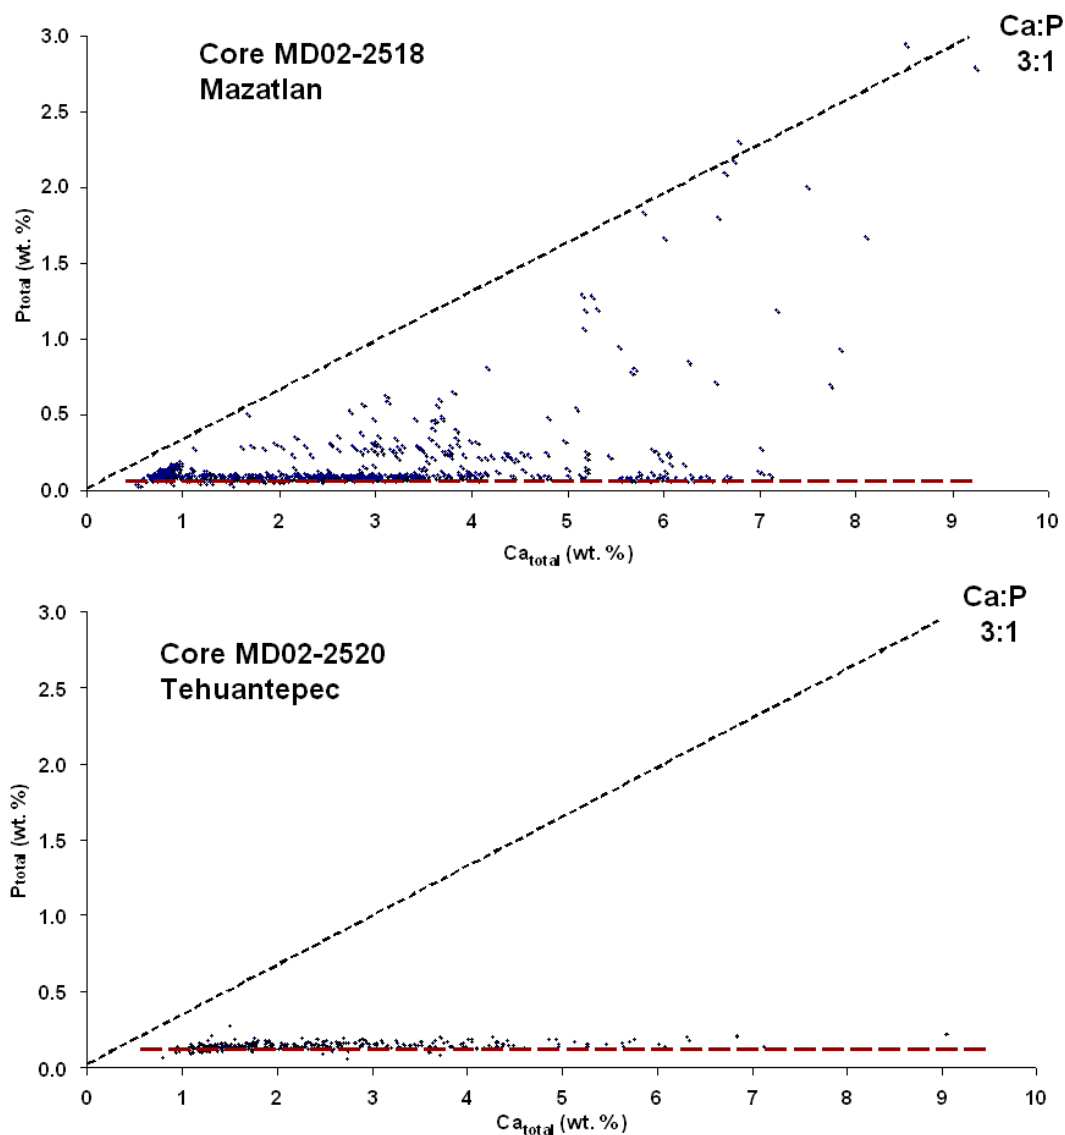 Core MD02-2518
Mazatlan
Ca:P
3:1
Ptotal (wt. %)
3.0
2.5
2.0
1.5
1.0
0.5
0.0
0 1 2 3 4 5 6 7 8 9 10
Catotal (wt. %)
Core MD02-2520
Tehuantepec
Ca:P
3:1
Ptotal (wt. %)
3.0
2.5
2.0
1.5
1.0
0.5
0.0
0 1 2 3 4 5 6 7 8 9 10
Catotal (wt. %)